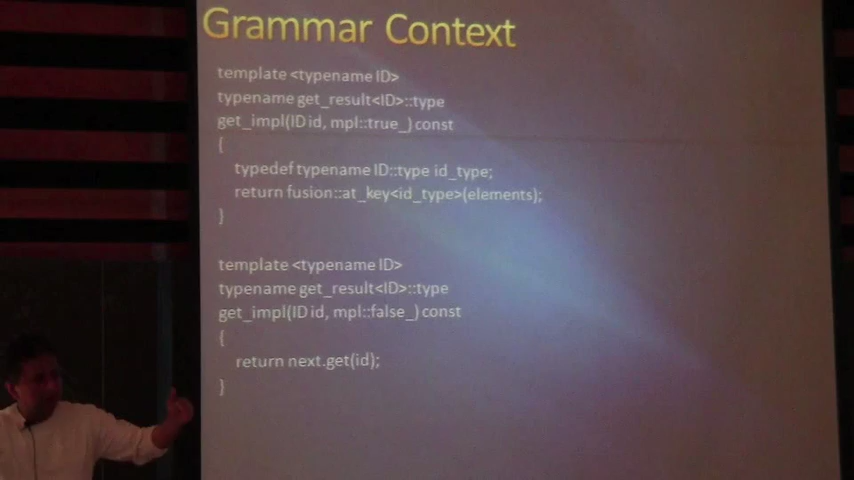 Grammar Context
template <typename ID>
typename get_result<ID>::type
get_impl(ID id, mpl::true_) const
{
typedef typename ID::type id_type;
return fusion::at_key<id_type>(elements);
}
template <typename ID>
typename get_result<ID>::type
get_impl(ID id, mpl::false_) const
{
return next.get(id);
}